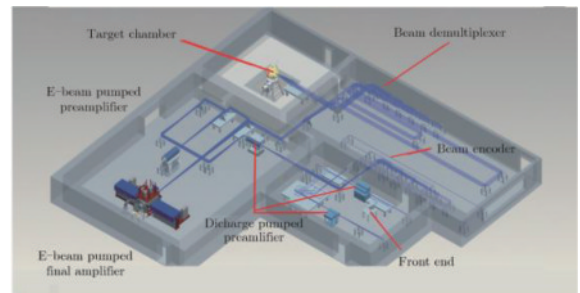 Target chamber
Beam demultiplexer
E-beam pumped
preamplifier
Beam encoder
Dicharge pumped
preamlifier
Front end
E-beam pumped
final amplifier